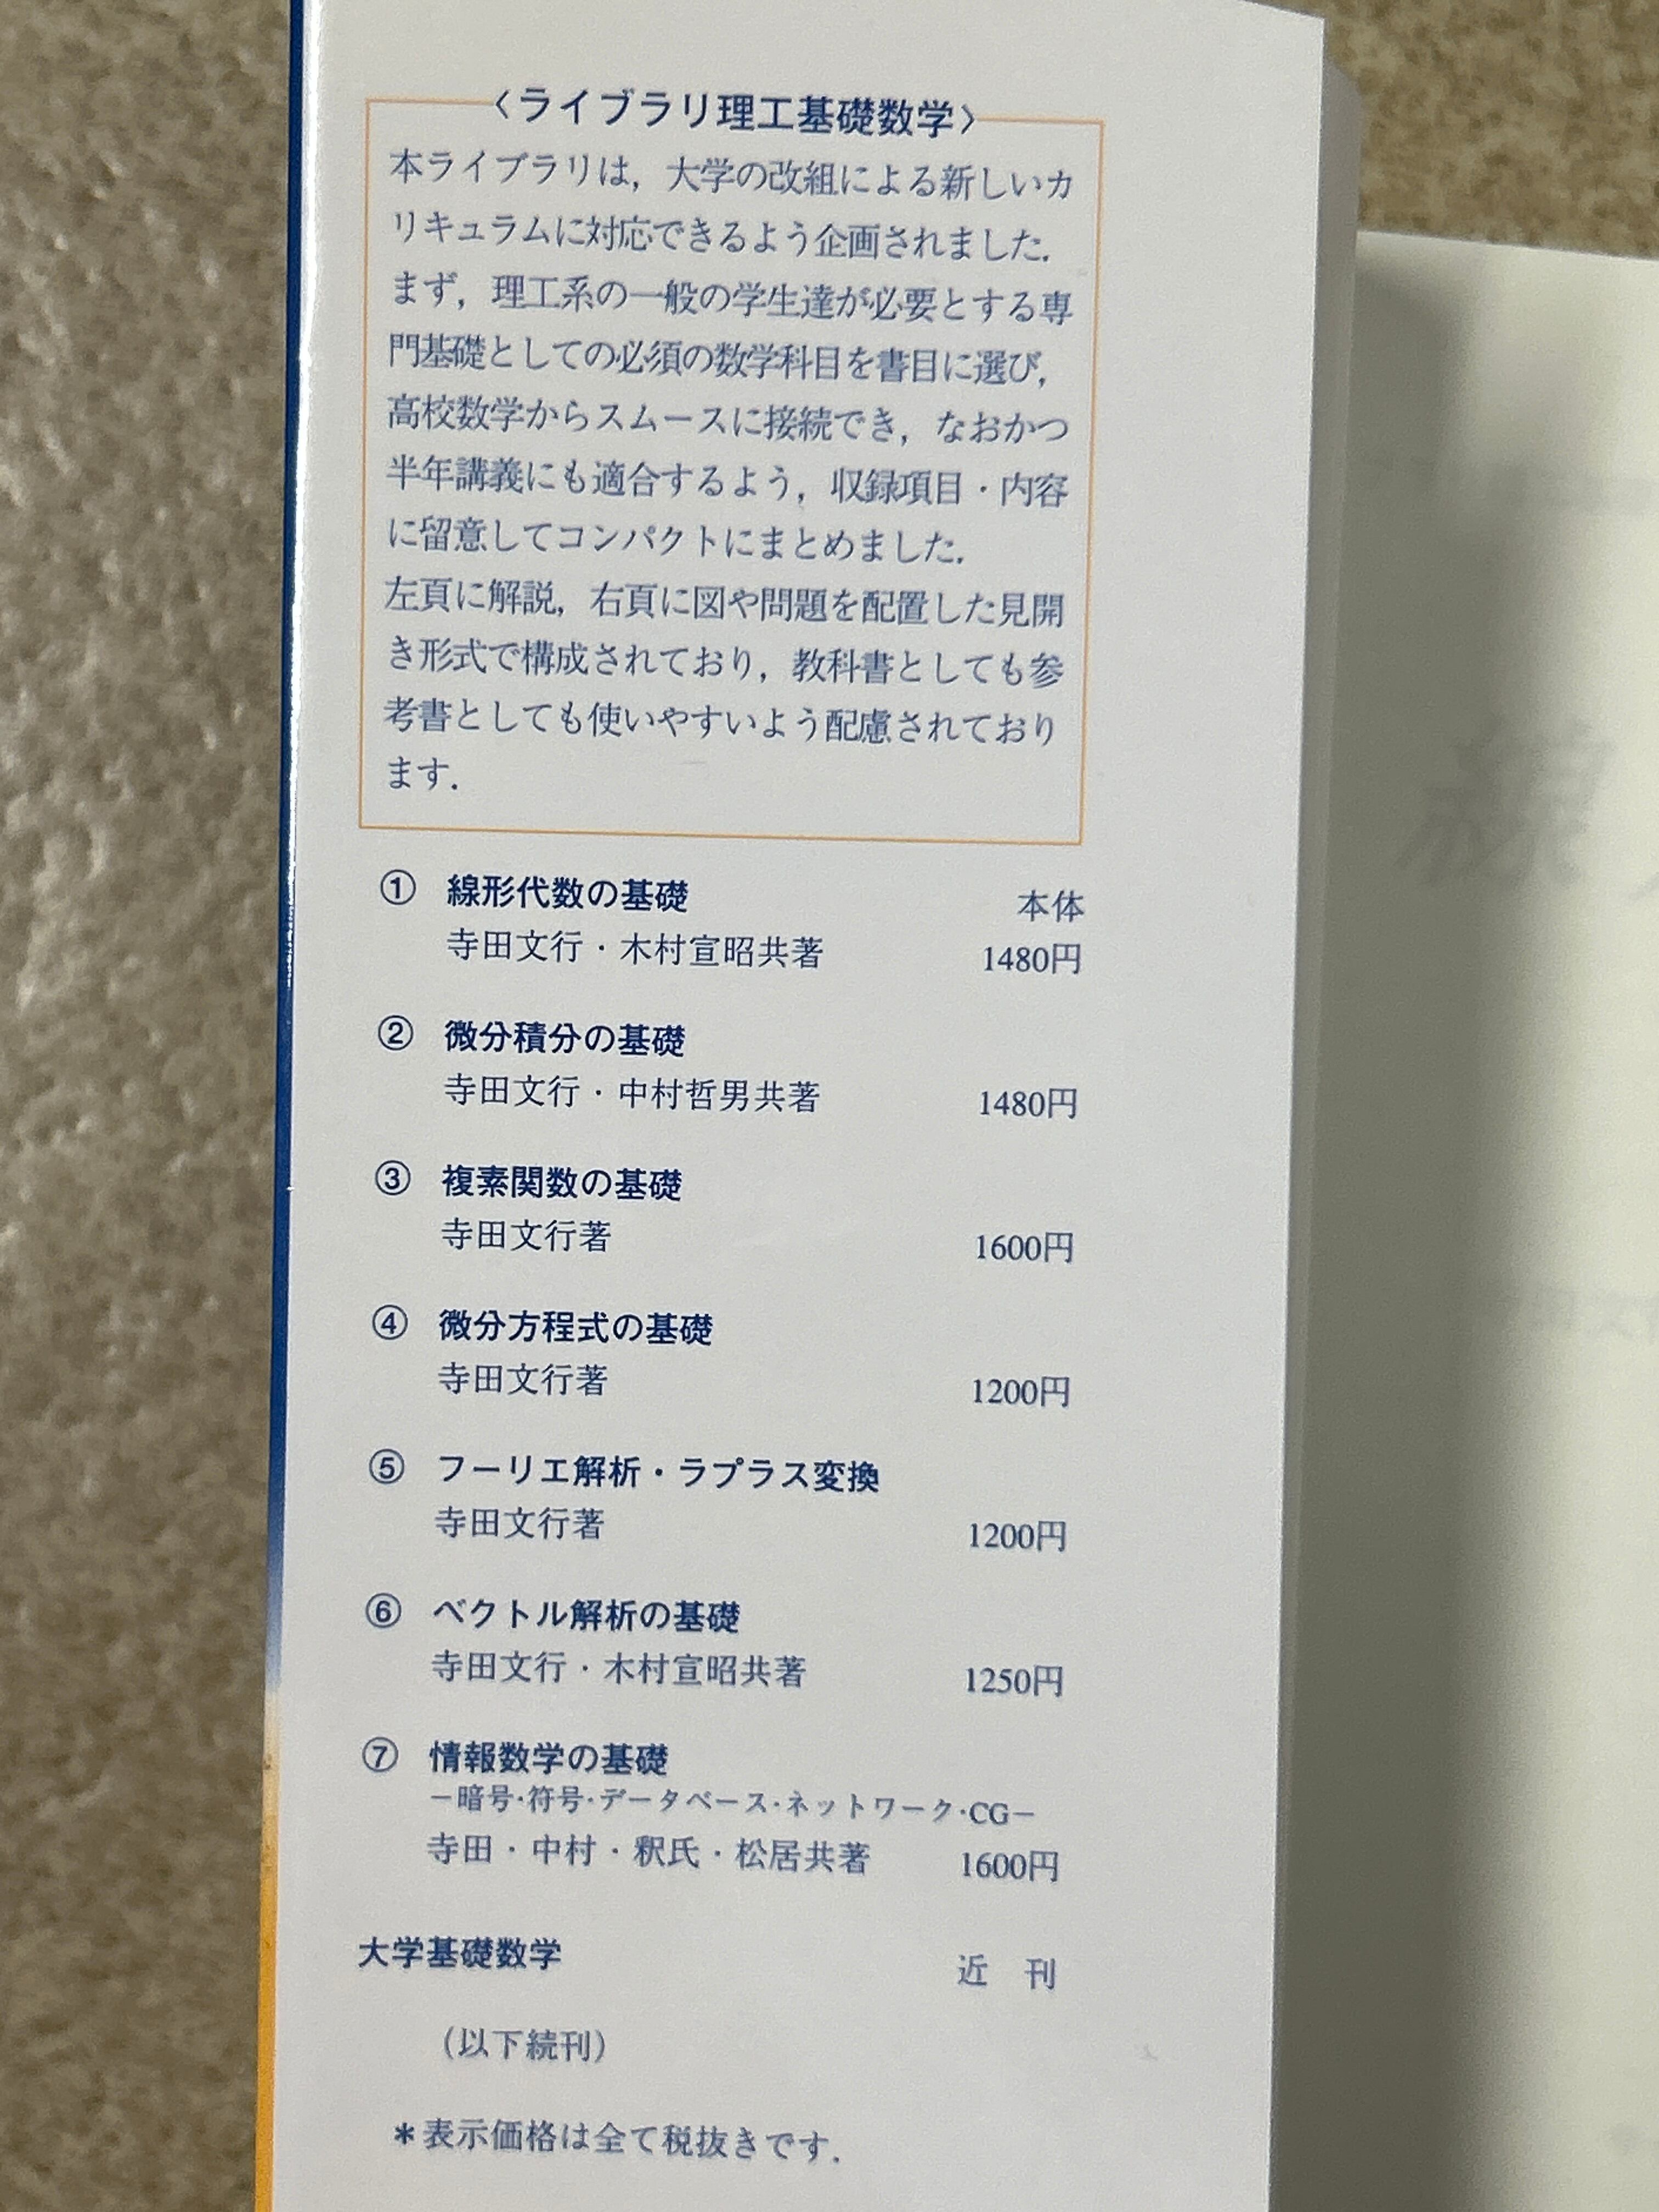 〈ライブラリ理工基礎数学〉
本ライブラリは，大学の改組による新しいカ
リキュラムに対応できるよう企画されました．
まず，理工系の一般の学生達が必要とする専
門基礎としての必須の数学科目を書目に選び，
高校数学からスムースに接続でき，なおかつ
半年講義にも適合するよう，収録項目・内容
に留意してコンパクトにまとめました．
左頁に解説，右頁に図や問題を配置した見開
き形式で構成されており，教科書としても参
考書としても使いやすいよう配慮されており
ます．
① 線形代数の基礎 本体
寺田文行・木村宣昭共著 1480円
② 微分積分の基礎
寺田文行・中村哲男共著 1480円
③ 複素関数の基礎
寺田文行著 1600円
④ 微分方程式の基礎
寺田文行著 1200円
⑤ フーリエ解析・ラプラス変換
寺田文行著 1200円
⑥ ベクトル解析の基礎
寺田文行・木村宣昭共著 1250円
⑦ 情報数学の基礎
－暗号・符号・データベース・ネットワーク・CG－
寺田・中村・釈氏・松居共著 1600円
大学基礎数学 近 刊
（以下続刊）
＊表示価格は全て税抜きです．